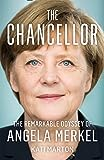 THE
CHANCELLOR
THE REMARKABLE ODYSSEY OF
ANGELA MERKEL
KATI MARTON